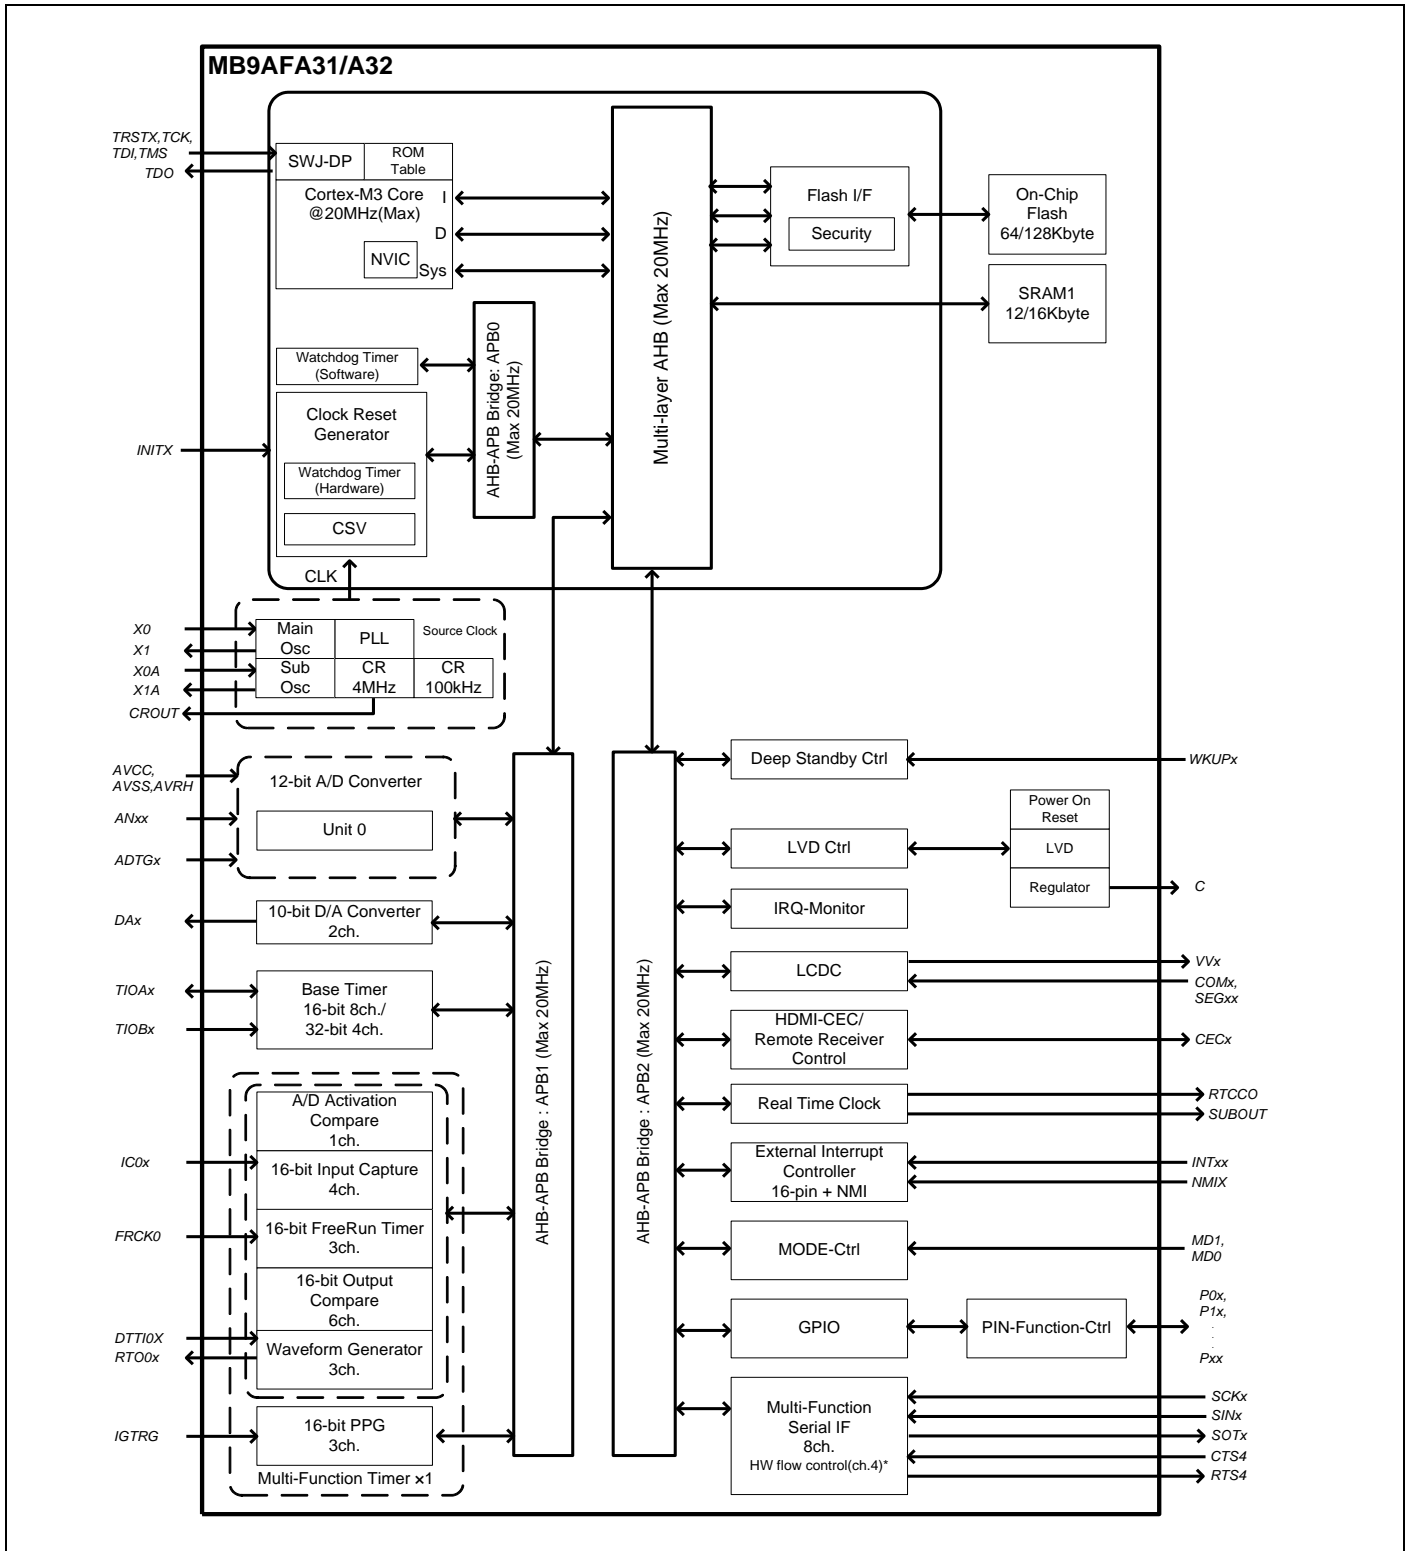 MB9AFA31/A32
TRSTX,TCK,
TDI,TMS
TDO
SWJ-DP
ROM
Table
Cortex-M3 Core
@20MHz(Max)
I
D
Sys
NVIC
Multi-layer AHB (Max 20MHz)
Flash I/F
Security
On-Chip
Flash
64/128Kbyte
SRAM1
12/16Kbyte
AHB-APB Bridge: APB0
(Max 20MHz)
Watchdog Timer
(Software)
Clock Reset
Generator
Watchdog Timer
(Hardware)
CSV
INITX
CLK
X0
X1
X0A
X1A
CROUT
Main
Osc
PLL
Source Clock
Sub
Osc
CR
4MHz
CR
100kHz
AVCC,
AVSS,AVRH
ANxx
ADTGx
12-bit A/D Converter
Unit 0
DAx
10-bit D/A Converter
2ch.
TIOAx
TIOBx
Base Timer
16-bit 8ch./
32-bit 4ch.
A/D Activation
Compare
1ch.
IC0x
16-bit Input Capture
4ch.
FRCK0
16-bit FreeRun Timer
3ch.
16-bit Output
Compare
6ch.
DTTI0X
RTO0x
Waveform Generator
3ch.
IGTRG
16-bit PPG
3ch.
Multi-Function Timer ×1
AHB-APB Bridge : APB1 (Max 20MHz)
AHB-APB Bridge : APB2 (Max 20MHz)
Deep Standby Ctrl
WKUPx
LVD Ctrl
Power On
Reset
LVD
Regulator
C
IRQ-Monitor
LCDC
VVx
COMx,
SEGxx
HDMI-CEC/
Remote Receiver
Control
CECx
Real Time Clock
RTCCO
SUBOUT
External Interrupt
Controller
16-pin + NMI
INTxx
NMIX
MODE-Ctrl
MD1,
MD0
GPIO
PIN-Function-Ctrl
P0x,
P1x,
.
.
Pxx
Multi-Function
Serial IF
8ch.
HW flow control(ch.4)*
SCKx
SINx
SOTx
CTS4
RTS4